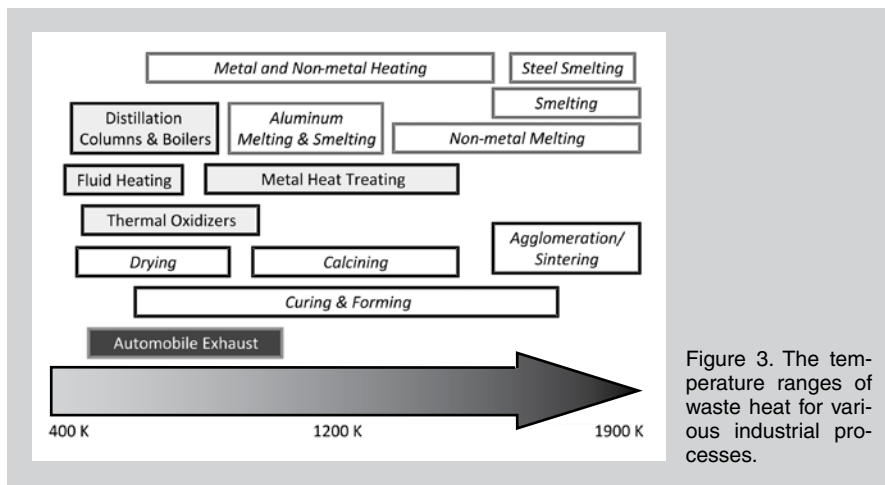 Metal and Non-metal Heating
Steel Smelting
Smelting
Distillation
Columns & Boilers
Aluminum
Melting & Smelting
Non-metal Melting
Fluid Heating
Metal Heat Treating
Thermal Oxidizers
Agglomeration/
Sintering
Drying
Calcining
Curing & Forming
Automobile Exhaust
400 K
1200 K
1900 K
Figure 3. The tem-
perature ranges of
waste heat for vari-
ous industrial pro-
cesses.